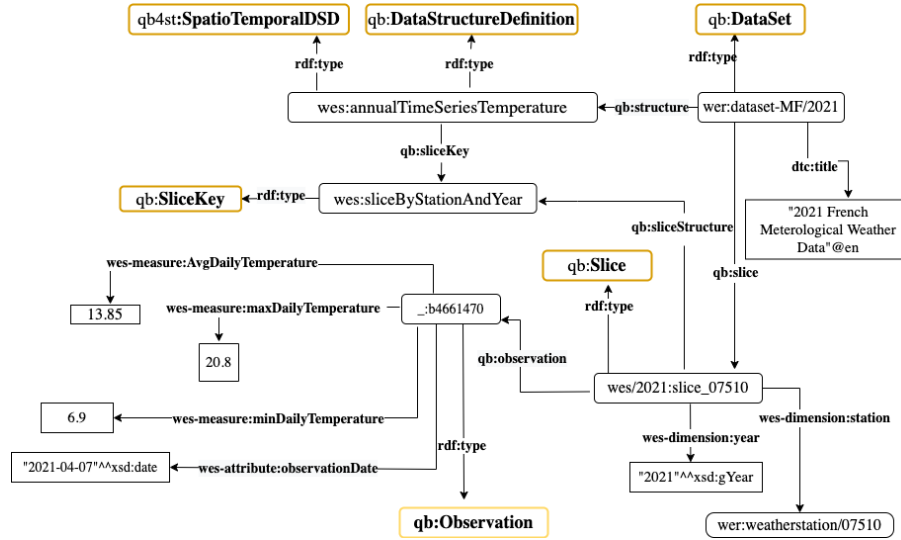 qb4st:SpatioTemporalDSD
qb:DataStructureDefinition
qb:DataSet
rdf:type
rdf:type
rdf:type
wes:annualTimeSeriesTemperature
qb:structure
wer:dataset-MF/2021
qb:sliceKey
dtc:title
qb:SliceKey
rdf:type
wes:sliceByStationAndYear
"2021 French
Meterological Weather
Data"@en
qb:sliceStructure
wes-measure:AvgDailyTemperature
qb:Slice
qb:slice
13.85
wes-measure:maxDailyTemperature
_:b4661470
rdf:type
20.8
qb:observation
wes/2021:slice_07510
6.9
wes-measure:minDailyTemperature
wes-dimension:station
rdf:type
wes-dimension:year
"2021-04-07"^^xsd:date
wes-attribute:observationDate
"2021"^^xsd:gYear
qb:Observation
wer:weatherstation/07510